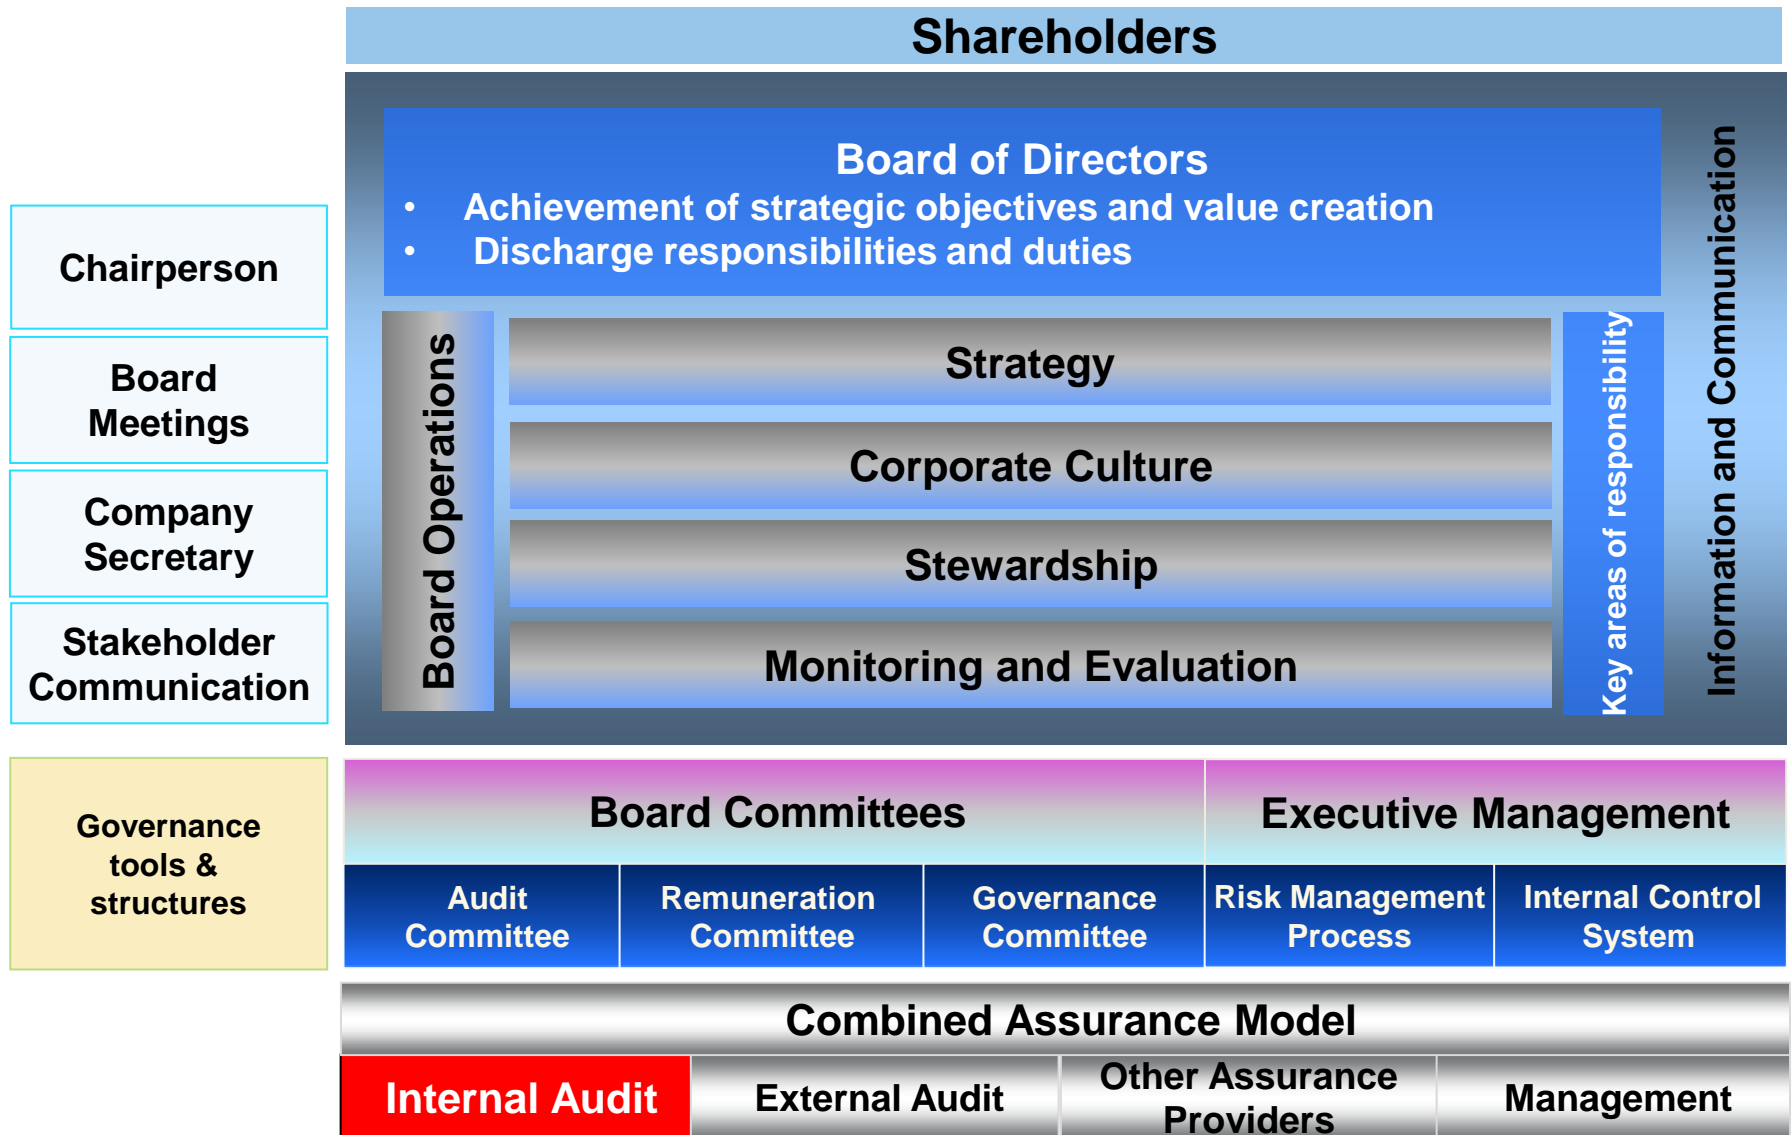 Shareholders
Board of Directors
• Achievement of strategic objectives and value creation
• Discharge responsibilities and duties
Chairperson
Board
Meetings
Company
Secretary
Stakeholder
Communication
Board Operations
Strategy
Corporate Culture
Stewardship
Monitoring and Evaluation
Key areas of responsibility
Information and Communication
Governance
tools &
structures
Board Committees
Executive Management
Audit
Committee
Remuneration
Committee
Governance
Committee
Risk Management
Process
Internal Control
System
Combined Assurance Model
Internal Audit
External Audit
Other Assurance
Providers
Management